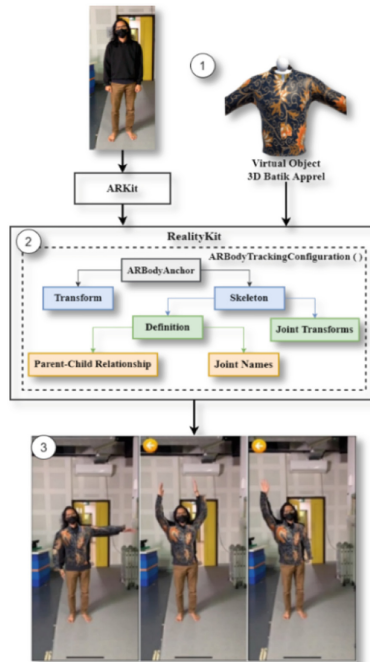 1
Virtual Object
3D Batik Apprel
ARKit
2
RealityKit
ARBodyTrackingConfiguration ( )
ARBodyAnchor
Transform
Skeleton
Definition
Joint Transforms
Parent-Child Relationship
Joint Names
3